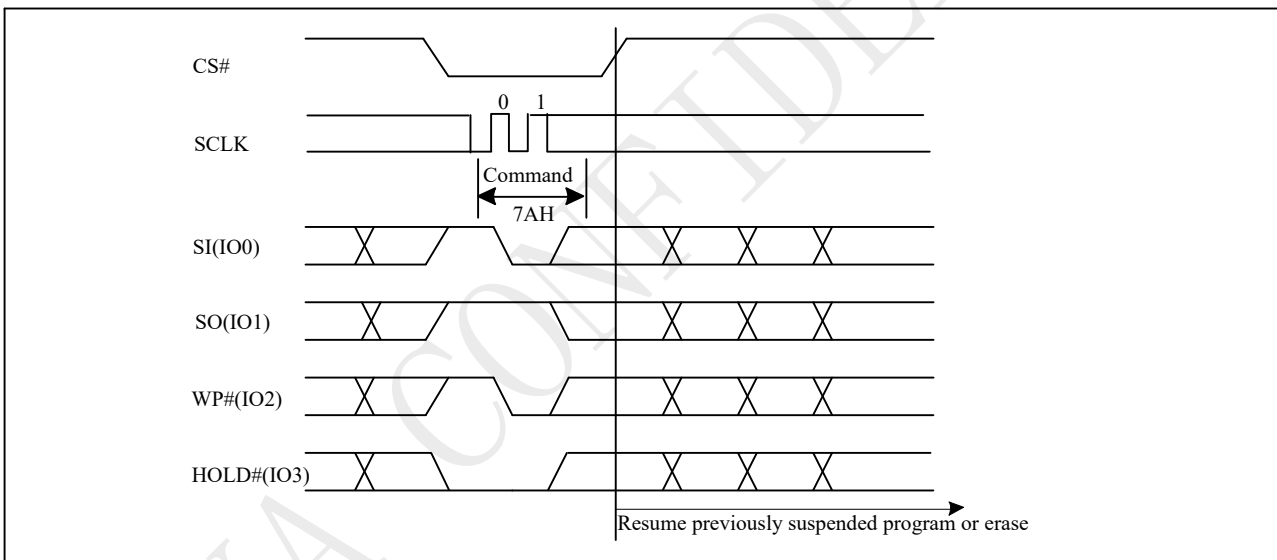 CS#
0 1
SCLK
Command
7AH
SI(IO0)
SO(IO1)
WP#(IO2)
HOLD#(IO3)
Resume previously suspended program or erase
A CONFIDE